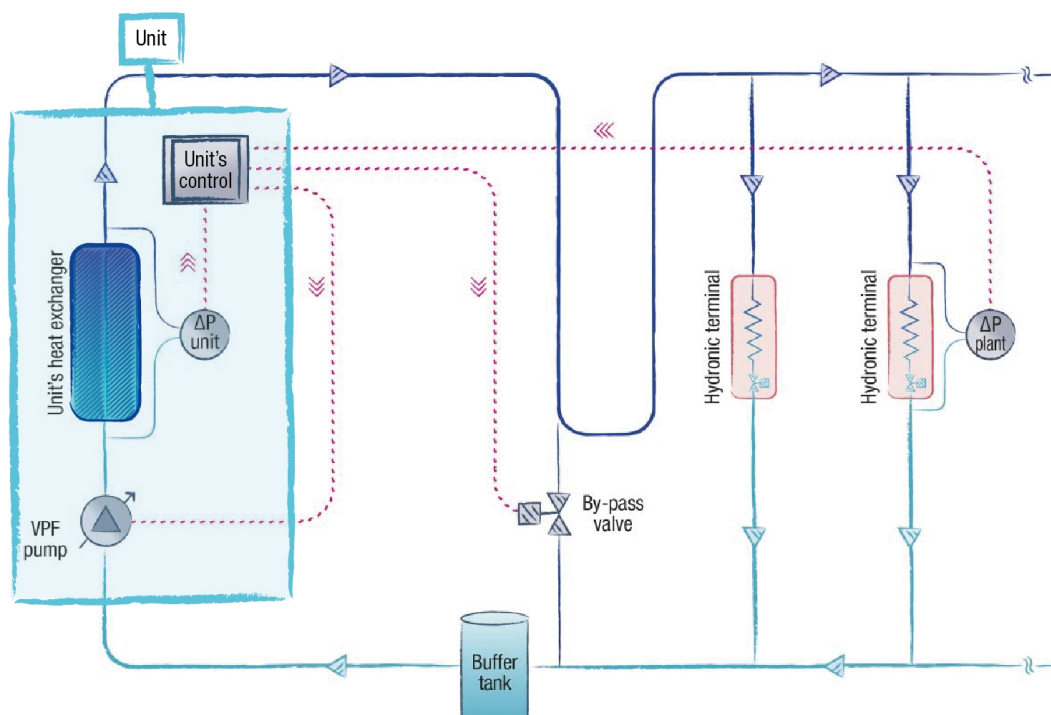 Unit
Unit's
control
Unit's heat exchanger
ΔP
unit
Hydronic terminal
Hydronic terminal
ΔP
plant
VPF
pump
By-pass
valve
Buffer
tank